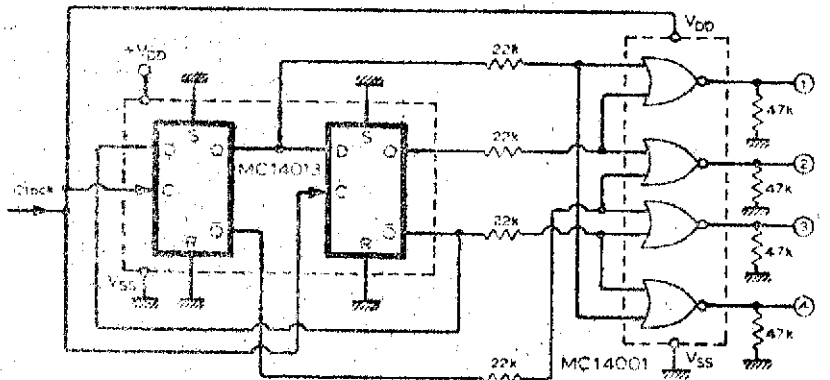 VDD
+VDD
22k
1
47k
S
S
D
Q
D
Q
22k
2
MC14013
47k
Clock
C
C
Q̅
Q̅
22k
3
R
R
47k
VSS
4
22k
MC14001
VSS
47k